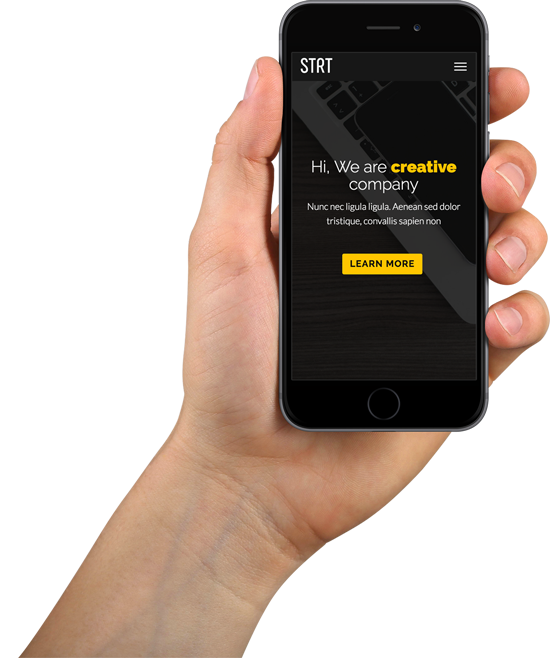 STRT
Hi, We are creative
company
Nunc nec ligula ligula. Aenean sed dolor
tristique, convallis sapien non
LEARN MORE